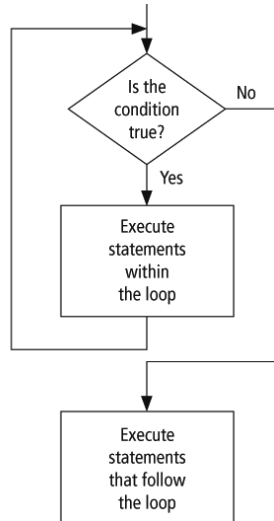 Is the
condition
true?
No
Yes
Execute
statements
within
the loop
Execute
statements
that follow
the loop